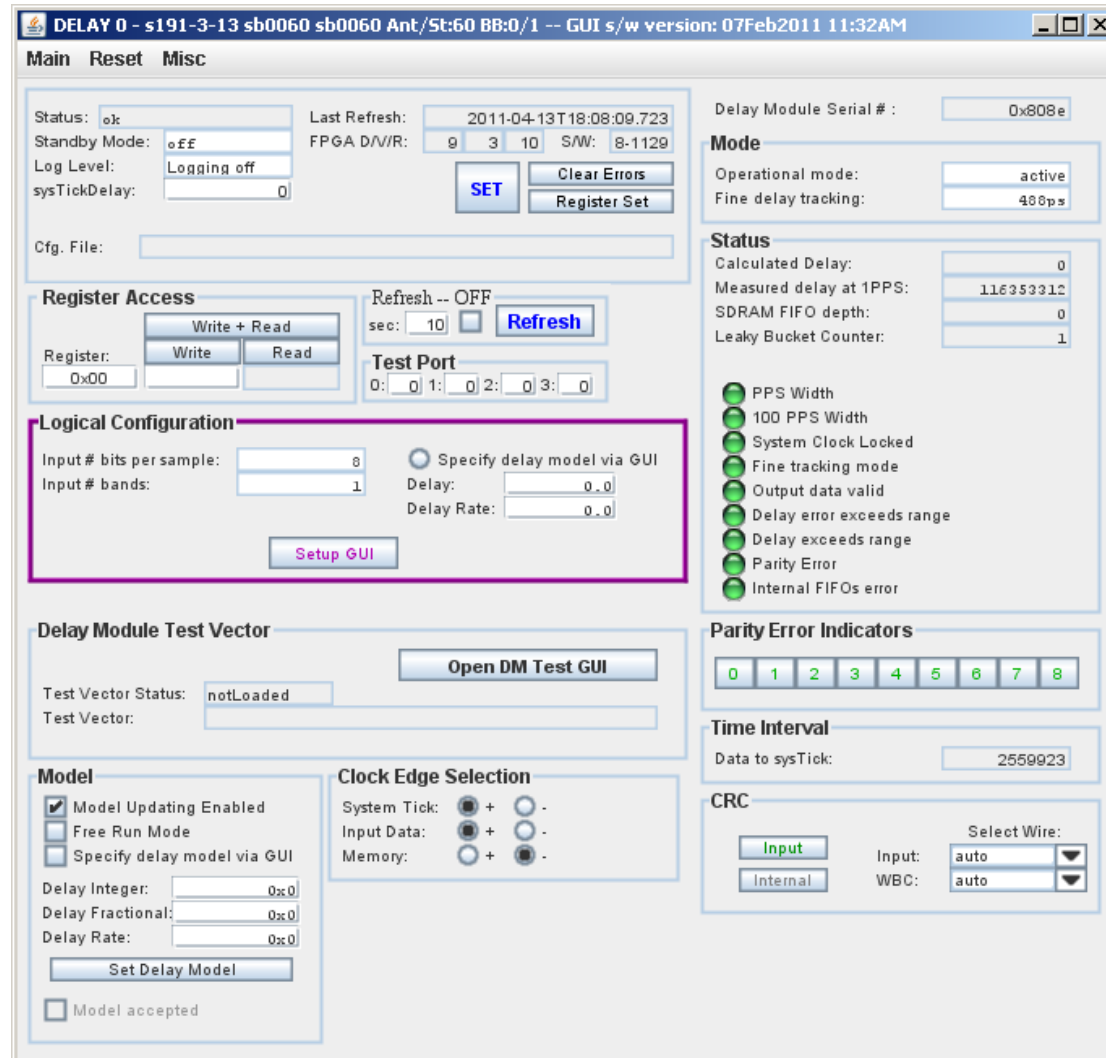 DELAY 0 - s191-3-13 sb0060 sb0060 Ant/St:60 BB:0/1 -- GUI s/w version: 07Feb2011 11:32AM
Main Reset Misc
Status: ok
Standby Mode: off
Log Level: Logging off
sysTickDelay: 0
Last Refresh: 2011-04-13T18:08:09.723
FPGA D/V/R: 9 3 10 S/W: 8-1129
SET
Clear Errors
Register Set
Cfg. File:
Register Access
Write + Read
Register: Write Read
0x00
Refresh -- OFF
sec: 10 Refresh
Test Port
0: 0 1: 0 2: 0 3: 0
Logical Configuration
Input # bits per sample: 8
Input # bands: 1
Specify delay model via GUI
Delay: 0.0
Delay Rate: 0.0
Setup GUI
Delay Module Test Vector
Open DM Test GUI
Test Vector Status: notLoaded
Test Vector:
Model
Model Updating Enabled
Free Run Mode
Specify delay model via GUI
Delay Integer: 0x0
Delay Fractional: 0x0
Delay Rate: 0x0
Set Delay Model
Model accepted
Clock Edge Selection
System Tick: + -
Input Data: + -
Memory: + -
Delay Module Serial # : 0x808e
Mode
Operational mode: active
Fine delay tracking: 488ps
Status
Calculated Delay: 0
Measured delay at 1PPS: 116353312
SDRAM FIFO depth: 0
Leaky Bucket Counter: 1
PPS Width
100 PPS Width
System Clock Locked
Fine tracking mode
Output data valid
Delay error exceeds range
Delay exceeds range
Parity Error
Internal FIFOs error
Parity Error Indicators
0 1 2 3 4 5 6 7 8
Time Interval
Data to sysTick: 2559923
CRC
Select Wire:
Input Input: auto
Internal WBC: auto